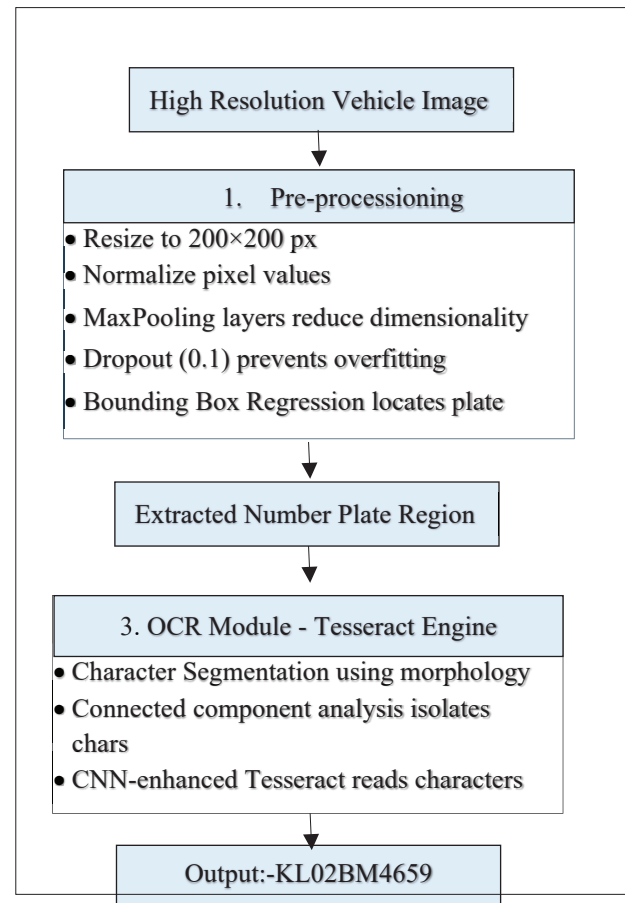 High Resolution Vehicle Image
1. Pre-processioning
• Resize to 200×200 px
• Normalize pixel values
• MaxPooling layers reduce dimensionality
• Dropout (0.1) prevents overfitting
• Bounding Box Regression locates plate
Extracted Number Plate Region
3. OCR Module - Tesseract Engine
• Character Segmentation using morphology
• Connected component analysis isolates
chars
• CNN-enhanced Tesseract reads characters
Output:-KL02BM4659